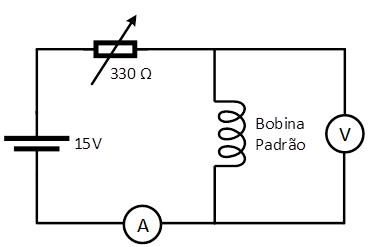 330 Ω
Bobina
Padrão
15V
V
A